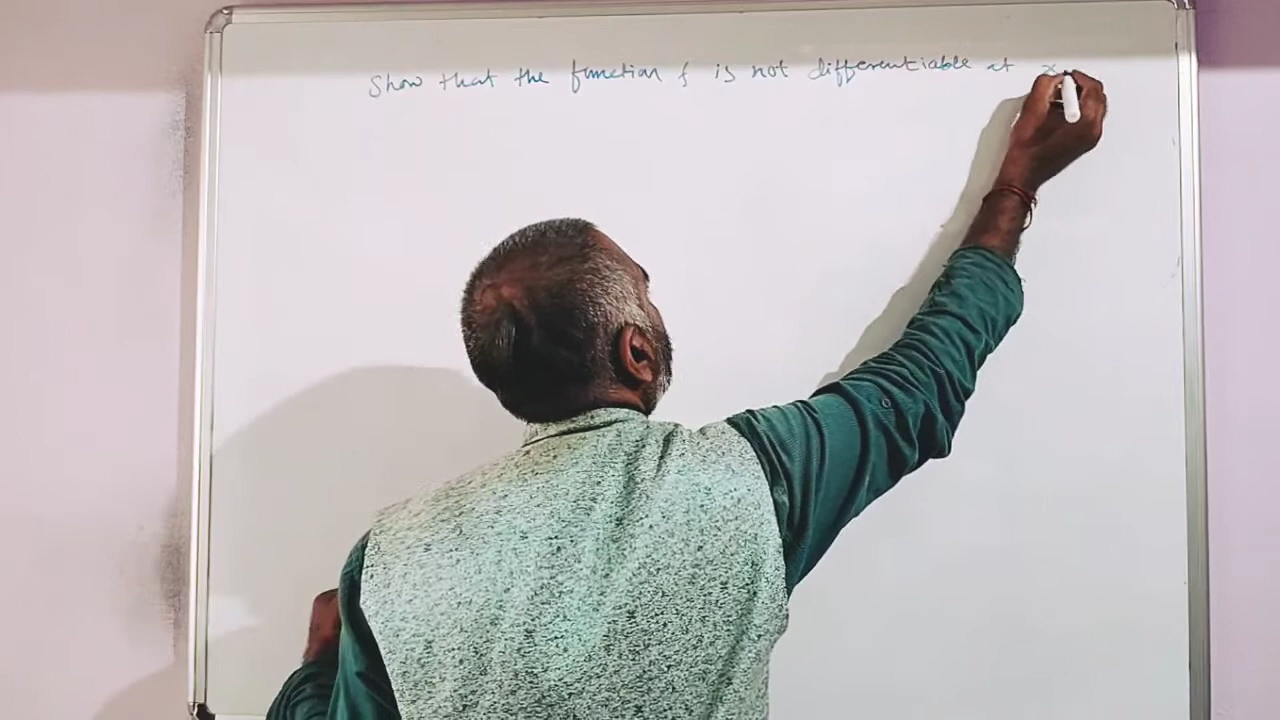 Show that the function f is not differentiable at x